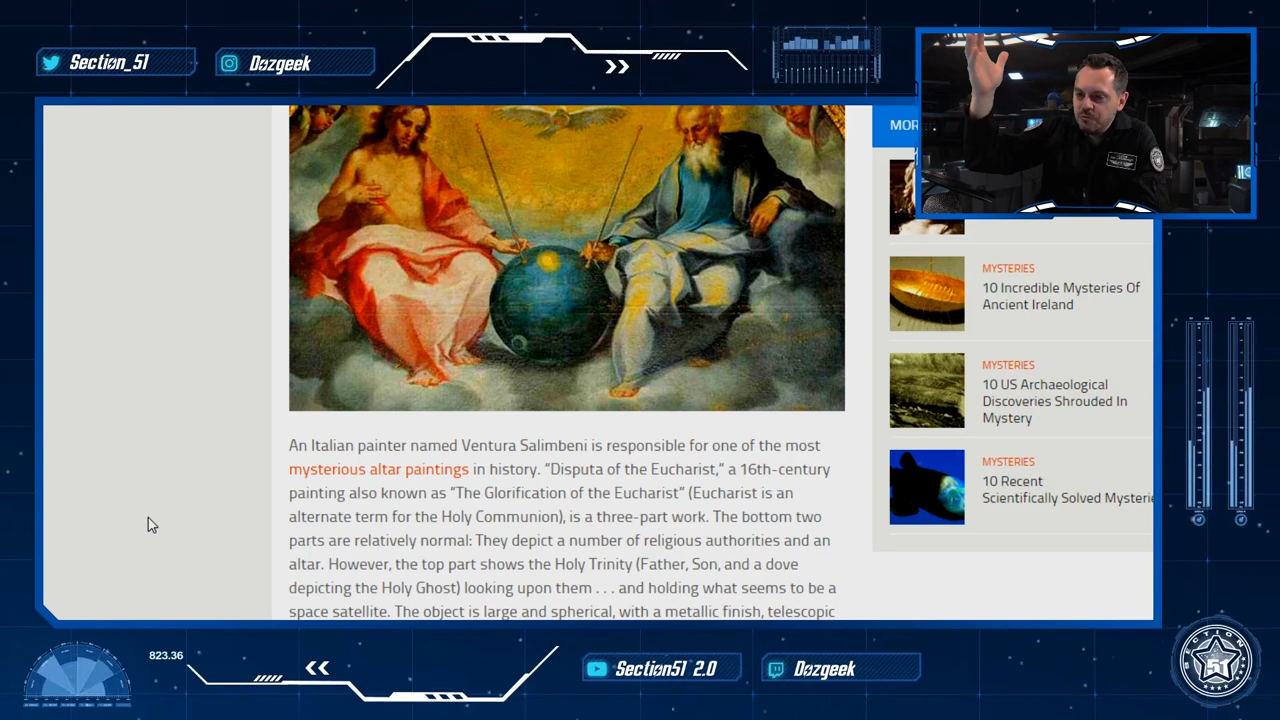 Section_51
Dazgeek
MOR
MYSTERIES
10 Incredible Mysteries Of
Ancient Ireland
MYSTERIES
10 US Archaeological
Discoveries Shrouded In
Mystery
MYSTERIES
10 Recent
Scientifically Solved Mysterie
An Italian painter named Ventura Salimbeni is responsible for one of the most
mysterious altar paintings in history. “Disputa of the Eucharist,” a 16th-century
painting also known as “The Glorification of the Eucharist” (Eucharist is an
alternate term for the Holy Communion), is a three-part work. The bottom two
parts are relatively normal: They depict a number of religious authorities and an
altar. However, the top part shows the Holy Trinity (Father, Son, and a dove
depicting the Holy Ghost) looking upon them . . . and holding what seems to be a
space satellite. The object is large and spherical, with a metallic finish, telescopic
823.36
Section51 2.0
Dazgeek
SECTION
51